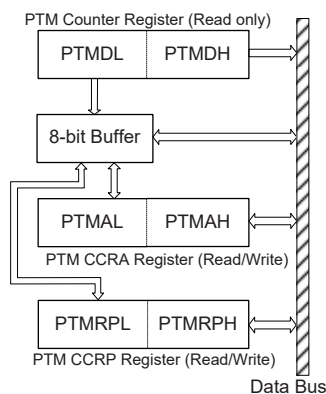 PTM Counter Register (Read only)
PTMDL PTMDH
8-bit Buffer
PTMAL PTMAH
PTM CCRA Register (Read/Write)
PTMRPL PTMRPH
PTM CCRP Register (Read/Write)
Data Bus